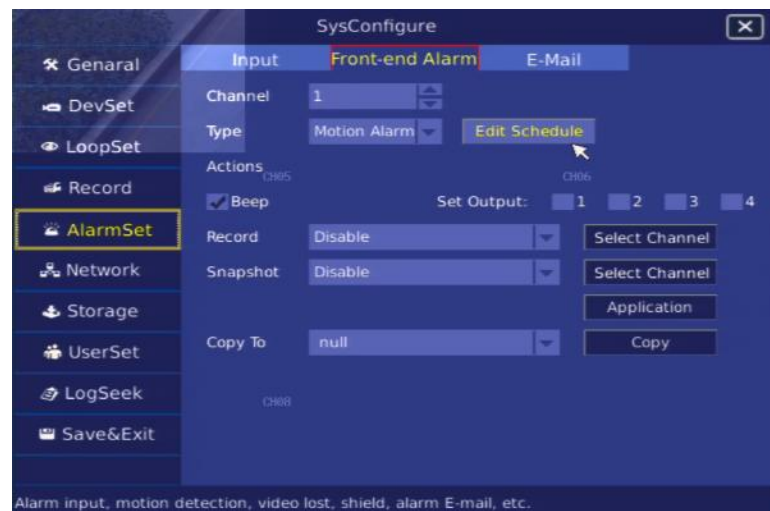 SysConfigure
Input Front-end Alarm E-Mail
Genaral
DevSet
LoopSet
Record
AlarmSet
Network
Storage
UserSet
LogSeek
Save&Exit
Channel 1
Type Motion Alarm Edit Schedule
Actions CH05 CH06
Beep Set Output: 1 2 3 4
Record Disable Select Channel
Snapshot Disable Select Channel
Application
Copy To null Copy
CH08
Alarm input, motion detection, video lost, shield, alarm E-mail, etc.